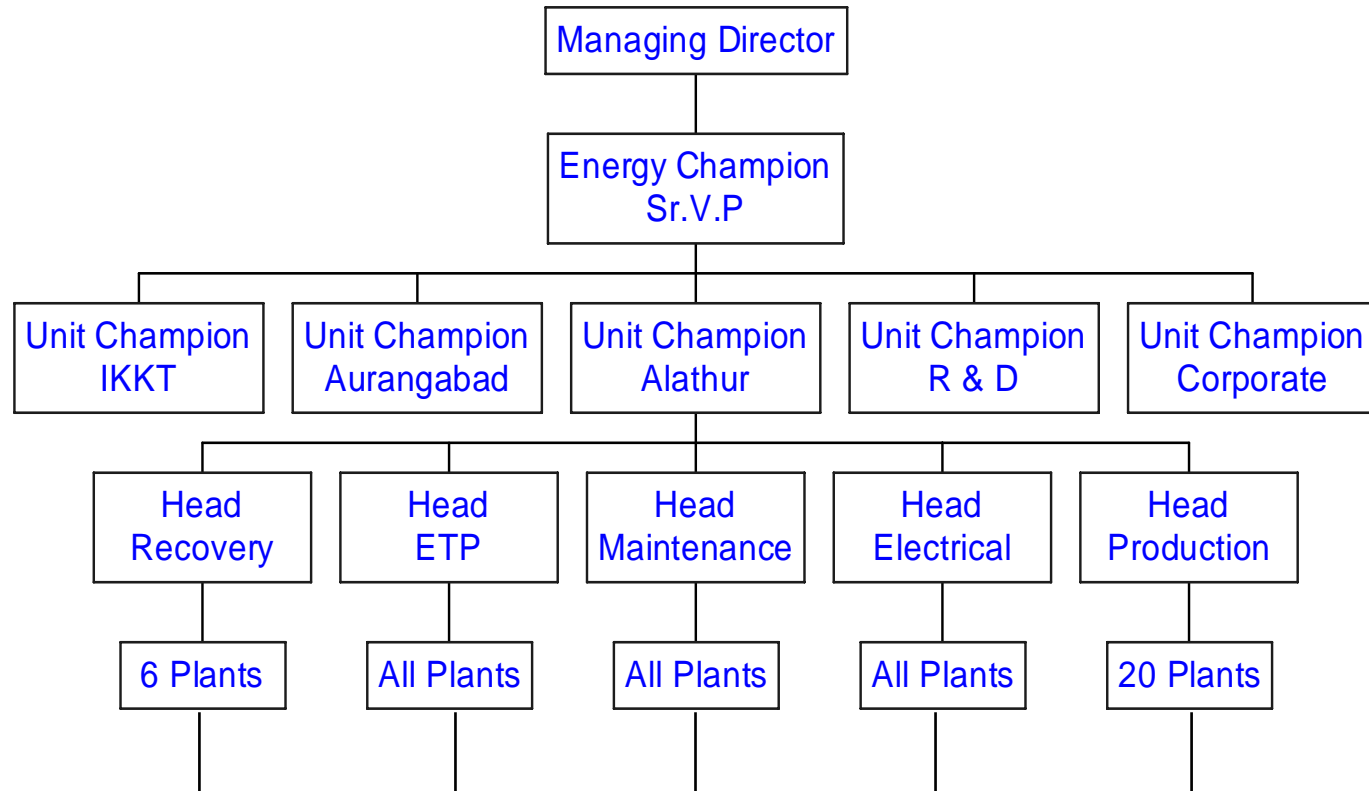 Managing Director
Energy Champion
Sr.V.P
Unit Champion
IKKT
Unit Champion
Aurangabad
Unit Champion
Alathur
Unit Champion
R & D
Unit Champion
Corporate
Head
Recovery
Head
ETP
Head
Maintenance
Head
Electrical
Head
Production
6 Plants
All Plants
All Plants
All Plants
20 Plants